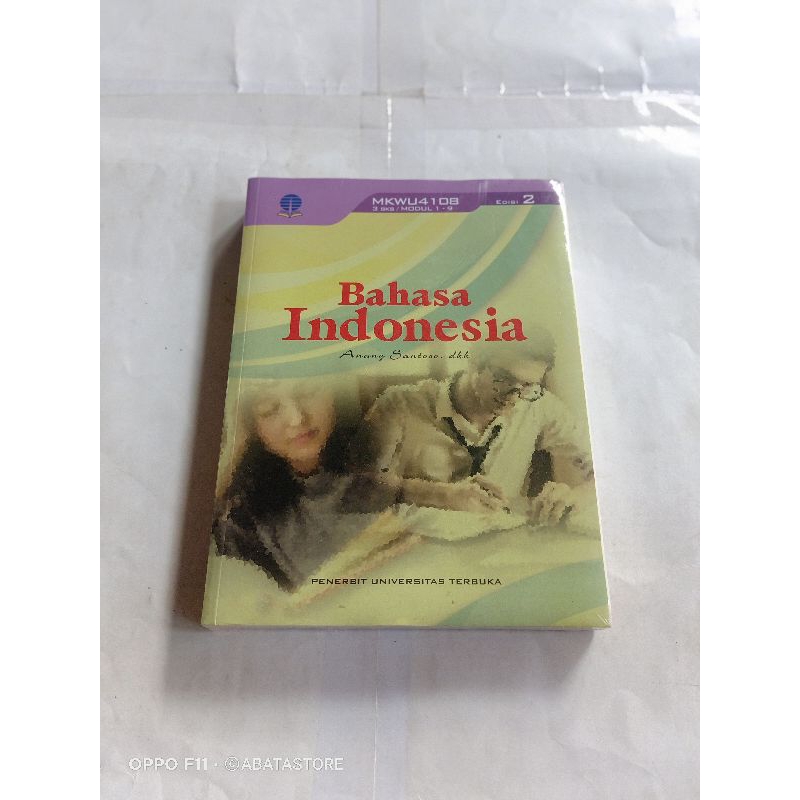 MKWU4108
3 SKS / MODUL 1 - 9
EDISI 2
Bahasa
Indonesia
Anang Santoso, dkk
PENERBIT UNIVERSITAS TERBUKA
OPPO F11 · ©ABATASTORE